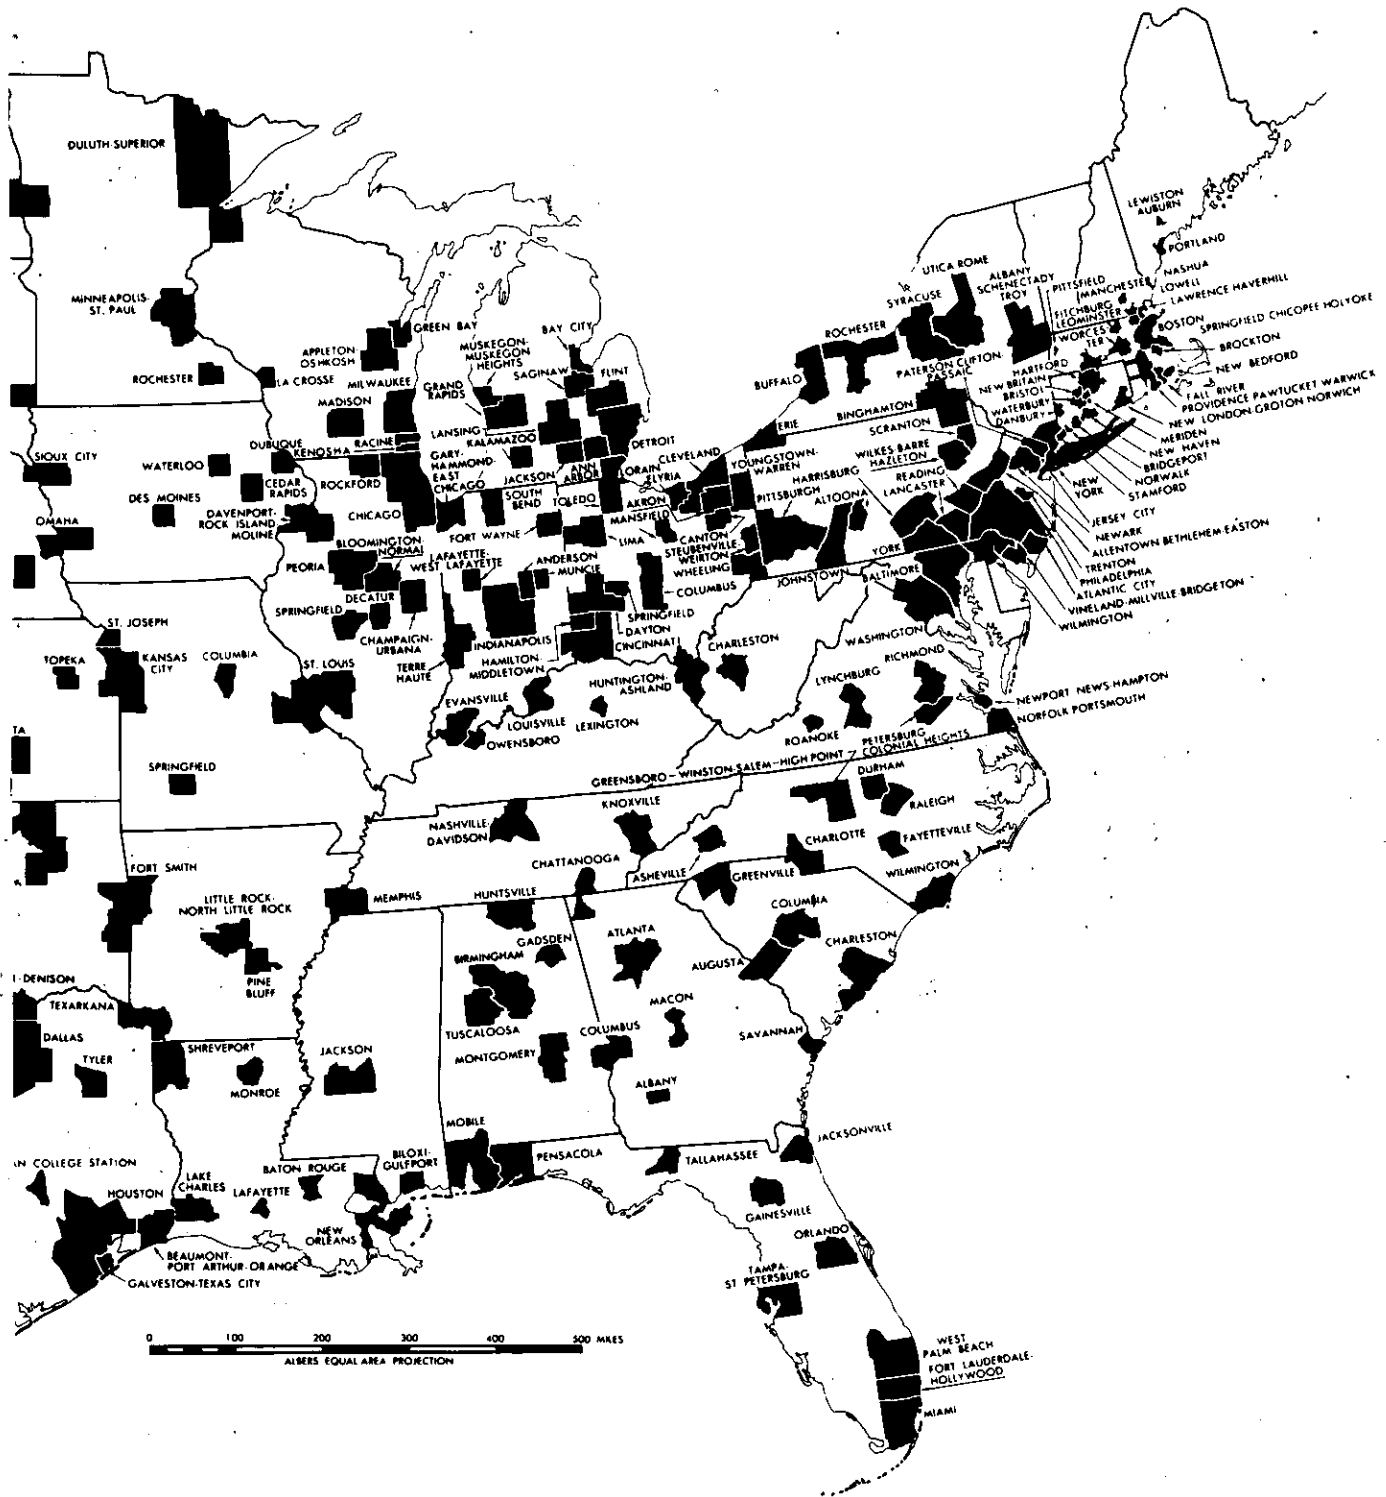 DULUTH-SUPERIOR
MINNEAPOLIS-
ST. PAUL
ROCHESTER
LA CROSSE
APPLETON
OSHKOSH
GREEN BAY
MILWAUKEE
MADISON
DUBUQUE
KENOSHA
RACINE
ROCKFORD
CHICAGO
GARY-
HAMMOND-
EAST
CHICAGO
MUSKEGON-
MUSKEGON
HEIGHTS
GRAND
RAPIDS
BAY CITY
SAGINAW
FLINT
LANSING
KALAMAZOO
JACKSON
ANN
ARBOR
DETROIT
SOUTH
BEND
TOLEDO
FORT WAYNE
LIMA
MANSFIELD
AKRON
LORAIN
ELYRIA
CLEVELAND
YOUNGSTOWN-
WARREN
CANTON
STEUBENVILLE-
WEIRTON
WHEELING
PITTSBURGH
ALTOONA
JOHNSTOWN
ERIE
BUFFALO
ROCHESTER
SYRACUSE
UTICA ROME
ALBANY
SCHENECTADY
TROY
BINGHAMTON
SCRANTON
WILKES BARRE
HAZLETON
PATERSON CLIFTON-
PASSAIC
HARRISBURG
READING
LANCASTER
YORK
BALTIMORE
WASHINGTON
LEWISTON
AUBURN
PORTLAND
NASHUA
LOWELL
LAWRENCE HAVERHILL
MANCHESTER
PITTSFIELD
FITCHBURG
LEOMINSTER
WORCES
TER
BOSTON
SPRINGFIELD CHICOPEE HOLYOKE
BROCKTON
NEW BEDFORD
FALL
RIVER
PROVIDENCE PAWTUCKET WARWICK
NEW LONDON-GROTON NORWICH
HARTFORD
NEW BRITAIN
BRISTOL
WATERBURY
DANBURY
MERIDEN
NEW HAVEN
BRIDGEPORT
NORWALK
STAMFORD
NEW
YORK
JERSEY CITY
NEWARK
ALLENTOWN BETHLEHEM-EASTON
TRENTON
PHILADELPHIA
ATLANTIC CITY
VINELAND-MILLVILLE-BRIDGETON
WILMINGTON
SIOUX CITY
WATERLOO
DES MOINES
CEDAR
RAPIDS
DAVENPORT-
ROCK ISLAND
MOLINE
OMAHA
BLOOMINGTON-
NORMAL
PEORIA
LAFAYETTE-
WEST LAFAYETTE
DECATUR
SPRINGFIELD
CHAMPAIGN-
URBANA
ANDERSON
MUNCIE
INDIANAPOLIS
TERRE
HAUTE
HAMILTON-
MIDDLETOWN
COLUMBUS
SPRINGFIELD
DAYTON
CINCINNATI
ST. JOSEPH
TOPEKA
KANSAS
CITY
COLUMBIA
ST. LOUIS
SPRINGFIELD
EVANSVILLE
OWENSBORO
LOUISVILLE
LEXINGTON
HUNTINGTON-
ASHLAND
CHARLESTON
LYNCHBURG
ROANOKE
RICHMOND
PETERSBURG
COLONIAL HEIGHTS
NEWPORT NEWS-HAMPTON
NORFOLK PORTSMOUTH
TA
GREENSBORO—WINSTON-SALEM—HIGH POINT
DURHAM
RALEIGH
FAYETTEVILLE
CHARLOTTE
WILMINGTON
NASHVILLE-
DAVIDSON
KNOXVILLE
CHATTANOOGA
ASHEVILLE
GREENVILLE
COLUMBIA
CHARLESTON
FORT SMITH
LITTLE ROCK-
NORTH LITTLE ROCK
PINE
BLUFF
MEMPHIS
HUNTSVILLE
GADSDEN
BIRMINGHAM
TUSCALOOSA
MONTGOMERY
ATLANTA
AUGUSTA
MACON
COLUMBUS
ALBANY
SAVANNAH
-DENISON
TEXARKANA
DALLAS
TYLER
SHREVEPORT
MONROE
JACKSON
MOBILE
BILOXI-
GULFPORT
PENSACOLA
TALLAHASSEE
JACKSONVILLE
GAINESVILLE
ORLANDO
TAMPA-
ST PETERSBURG
WEST
PALM BEACH
FORT LAUDERDALE-
HOLLYWOOD
MIAMI
AN COLLEGE STATION
HOUSTON
LAKE
CHARLES
LAFAYETTE
BATON ROUGE
NEW
ORLEANS
BEAUMONT-
PORT ARTHUR-ORANGE
GALVESTON-TEXAS CITY
0 100 200 300 400 500 MILES
ALBERS EQUAL AREA PROJECTION